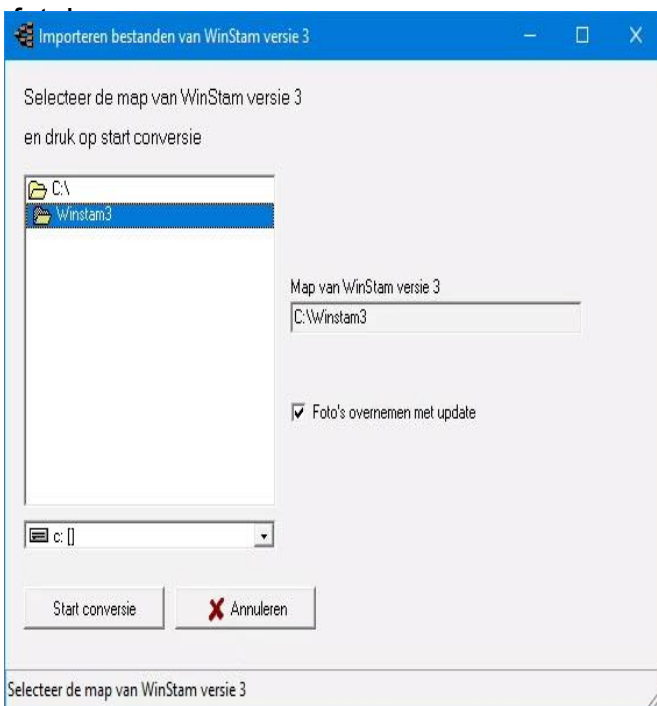 Importeren bestanden van WinStam versie 3
Selecteer de map van WinStam versie 3
en druk op start conversie
C:\
Winstam3
Map van WinStam versie 3
C:\Winstam3
Foto's overnemen met update
c: []
Start conversie
Annuleren
Selecteer de map van WinStam versie 3